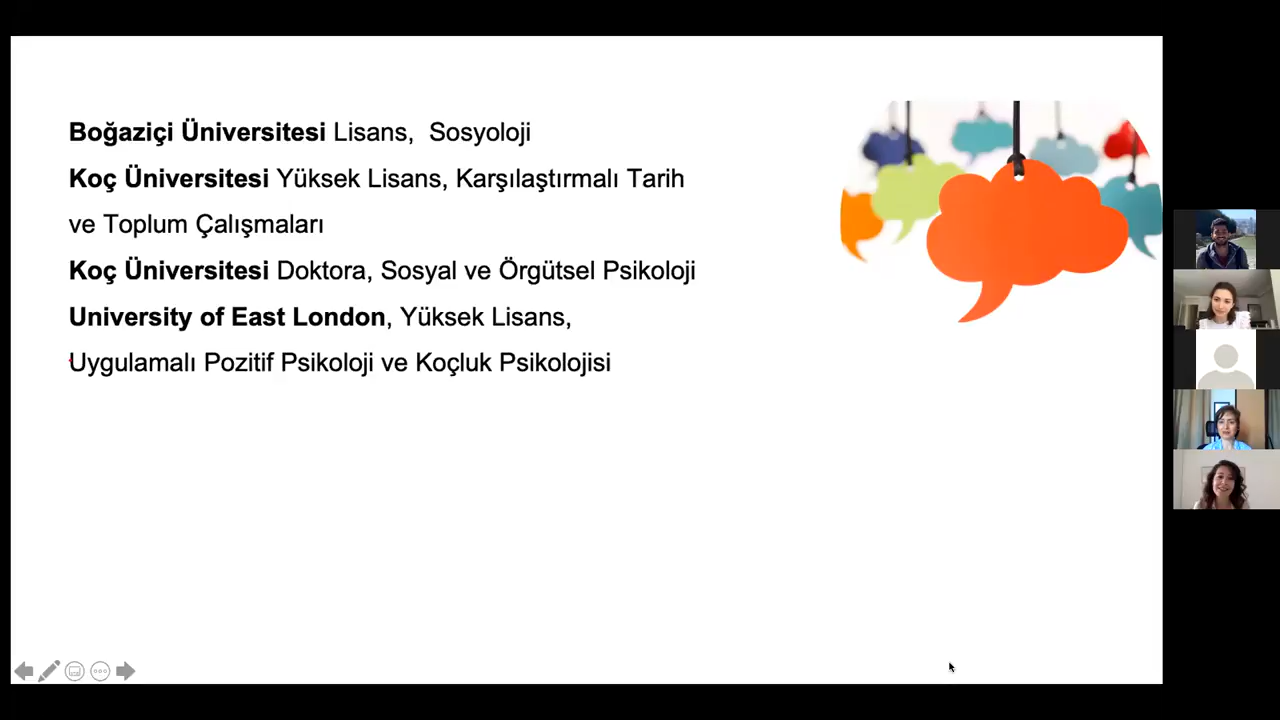 Boğaziçi Üniversitesi Lisans, Sosyoloji
Koç Üniversitesi Yüksek Lisans, Karşılaştırmalı Tarih
ve Toplum Çalışmaları
Koç Üniversitesi Doktora, Sosyal ve Örgütsel Psikoloji
University of East London, Yüksek Lisans,
Uygulamalı Pozitif Psikoloji ve Koçluk Psikolojisi